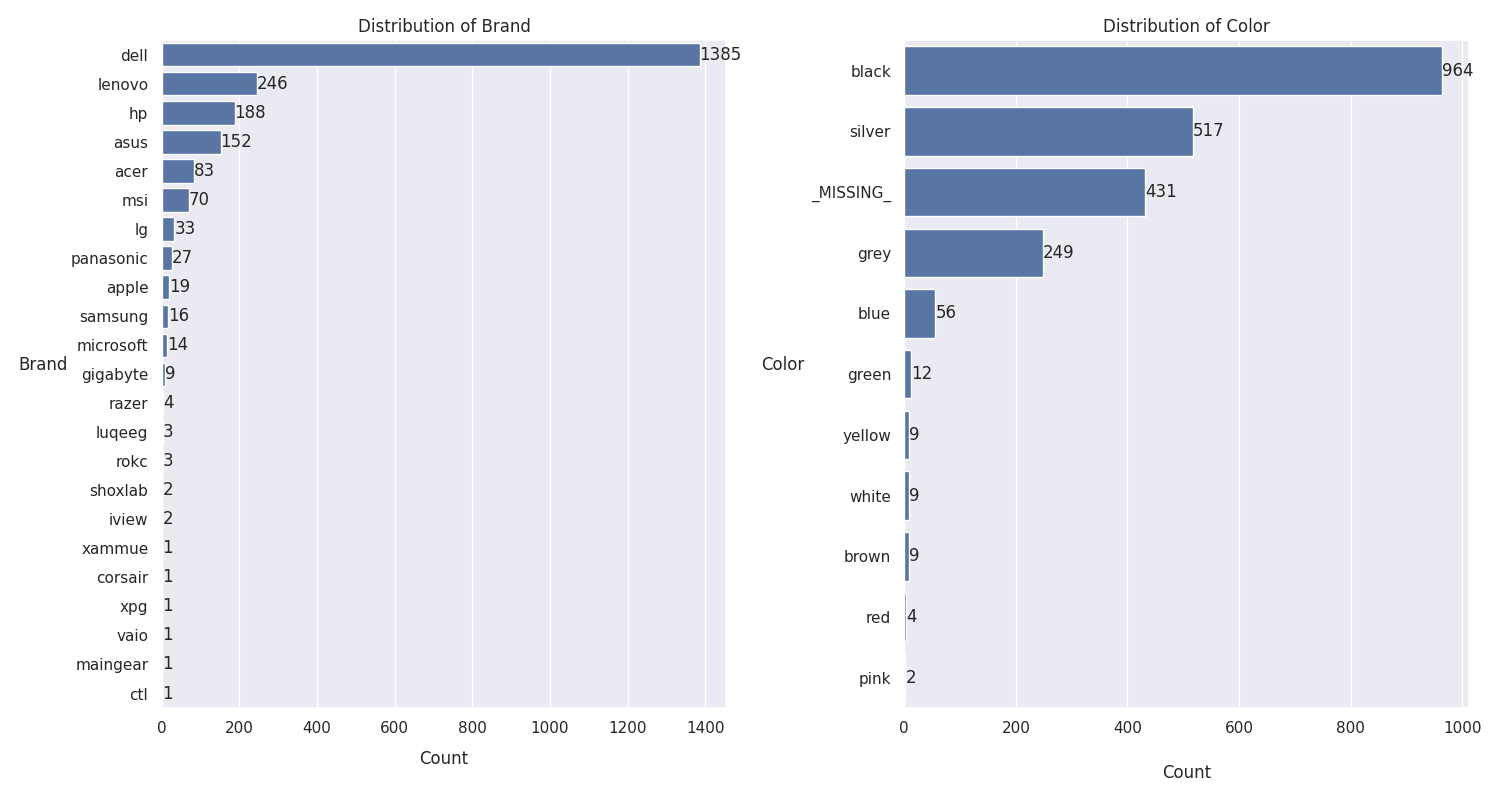 Distribution of Brand
Brand
dell 1385
lenovo 246
hp 188
asus 152
acer 83
msi 70
lg 33
panasonic 27
apple 19
samsung 16
microsoft 14
gigabyte 9
razer 4
luqeeg 3
rokc 3
shoxlab 2
iview 2
xammue 1
corsair 1
xpg 1
vaio 1
maingear 1
ctl 1
0 200 400 600 800 1000 1200 1400
Count
Distribution of Color
Color
black 964
silver 517
_MISSING_ 431
grey 249
blue 56
green 12
yellow 9
white 9
brown 9
red 4
pink 2
0 200 400 600 800 1000
Count